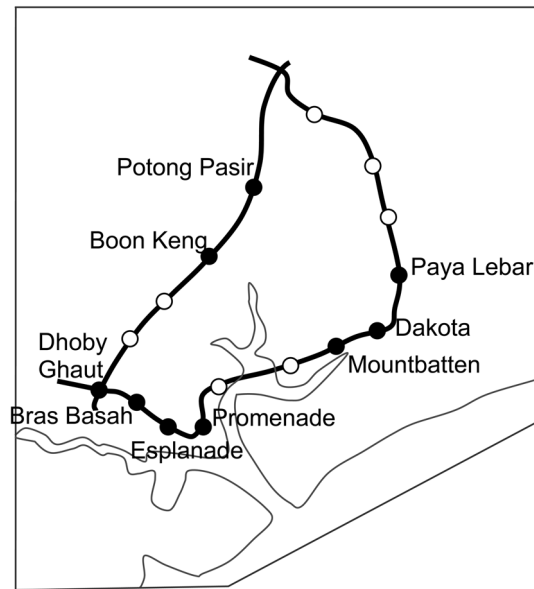 Potong Pasir
Boon Keng
Paya Lebar
Dakota
Dhoby
Ghaut
Mountbatten
Bras Basah
Promenade
Esplanade